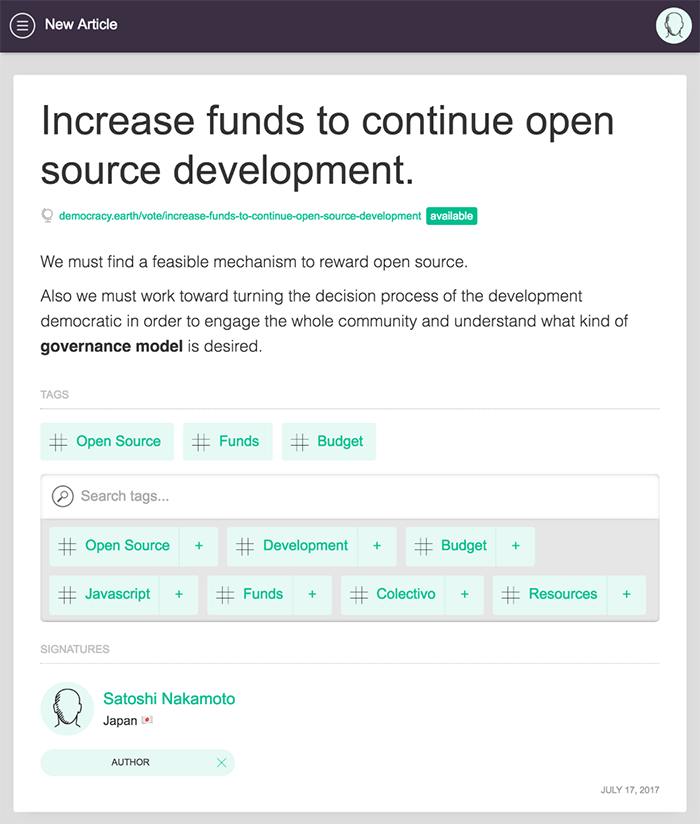 New Article
Increase funds to continue open
source development.
democracy.earth/vote/increase-funds-to-continue-open-source-development available
We must find a feasible mechanism to reward open source.
Also we must work toward turning the decision process of the development
democratic in order to engage the whole community and understand what kind of
governance model is desired.
TAGS
# Open Source # Funds # Budget
Search tags...
# Open Source + # Development + # Budget +
# Javascript + # Funds + # Colectivo + # Resources +
SIGNATURES
Satoshi Nakamoto
Japan
AUTHOR
JULY 17, 2017